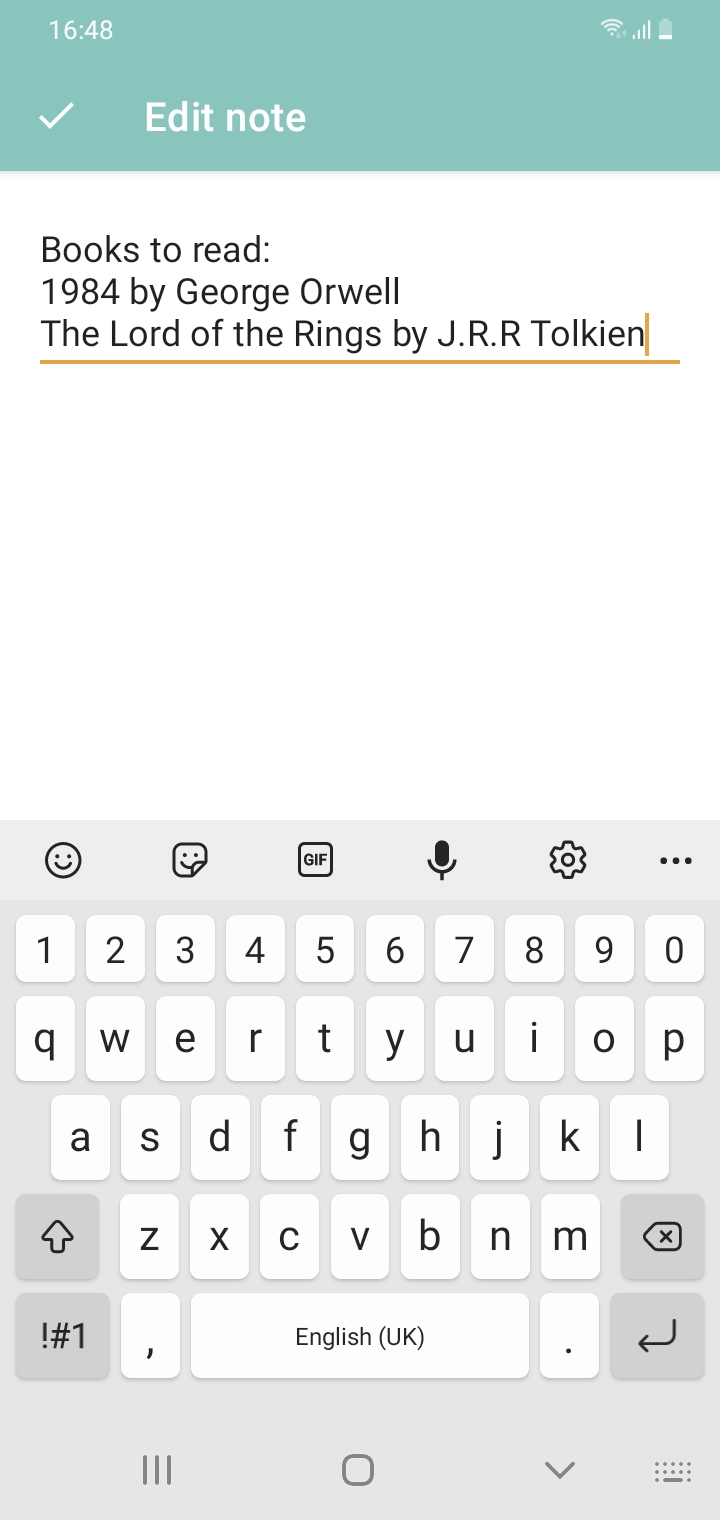 16:48
Edit note
Books to read:
1984 by George Orwell
The Lord of the Rings by J.R.R Tolkien
GIF
1 2 3 4 5 6 7 8 9 0
q w e r t y u i o p
a s d f g h j k l
z x c v b n m
!#1 , English (UK) .